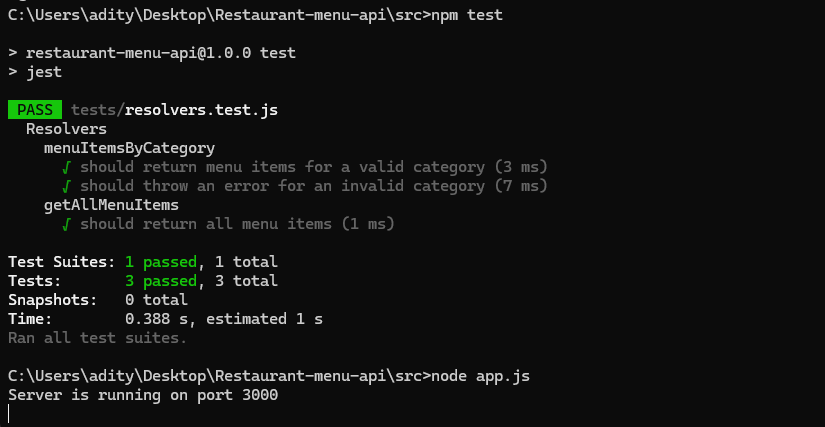 C:\Users\adity\Desktop\Restaurant-menu-api\src>npm test
> restaurant-menu-api@1.0.0 test
> jest
PASS tests/resolvers.test.js
Resolvers
menuItemsByCategory
√ should return menu items for a valid category (3 ms)
√ should throw an error for an invalid category (7 ms)
getAllMenuItems
√ should return all menu items (1 ms)
Test Suites: 1 passed, 1 total
Tests: 3 passed, 3 total
Snapshots: 0 total
Time: 0.388 s, estimated 1 s
Ran all test suites.
C:\Users\adity\Desktop\Restaurant-menu-api\src>node app.js
Server is running on port 3000